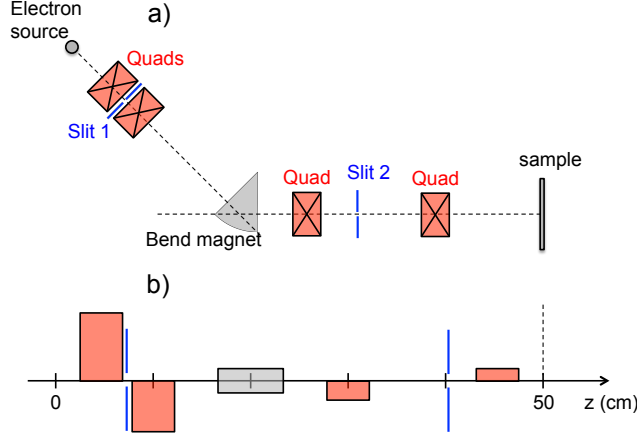 a)
Electron
source
Quads
Slit 1
Quad
Slit 2
Quad
sample
Bend magnet
b)
0
50
z (cm)